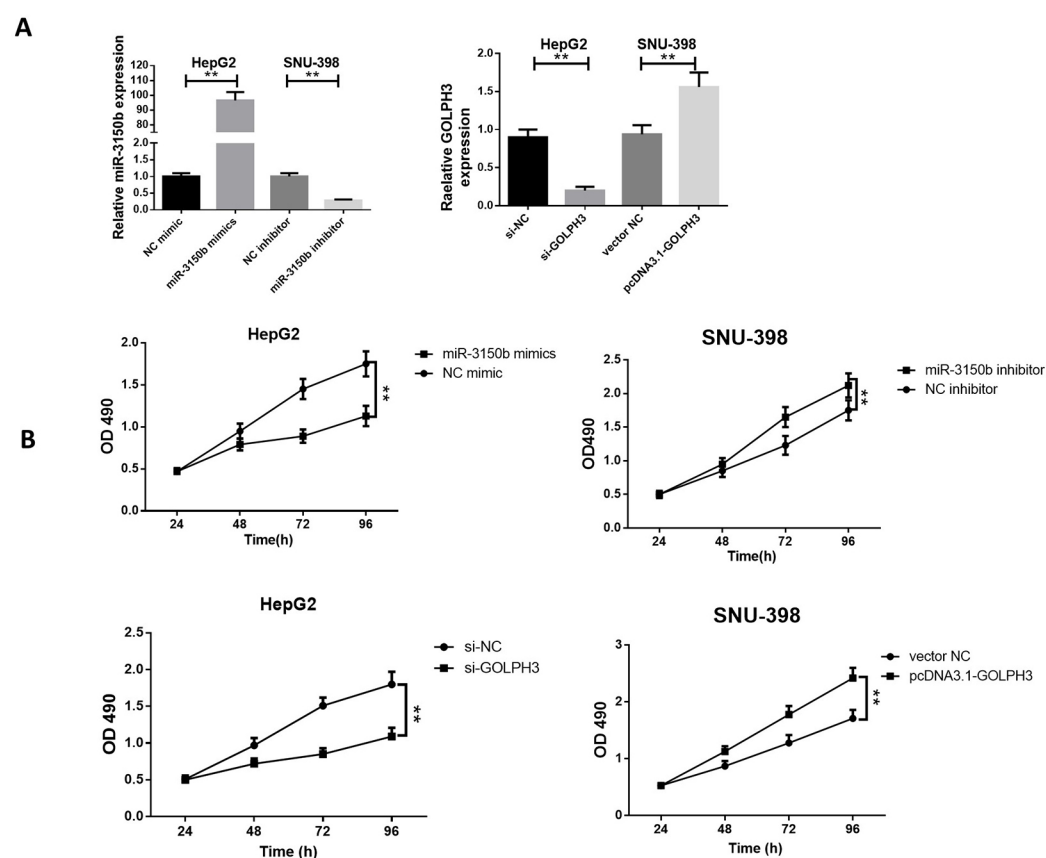 A
HepG2
**
SNU-398
**
Relative miR-3150b expression
120
110
100
90
80
2.0
1.5
1.0
0.5
0.0
NC mimic
miR-3150b mimics
NC inhibitor
miR-3150b inhibitor
HepG2
**
SNU-398
**
Raelative GOLPH3
expression
2.0
1.5
1.0
0.5
0.0
si-NC
si-GOLPH3
vector NC
pcDNA3.1-GOLPH3
B
HepG2
OD 490
2.0
1.5
1.0
0.5
0.0
24 48 72 96
Time(h)
miR-3150b mimics
NC mimic
**
SNU-398
OD490
2.5
2.0
1.5
1.0
0.50
0.0
24 48 72 96
Time(h)
miR-3150b inhibitor
NC inhibitor
**
HepG2
OD 490
2.5
2.0
1.5
1.0
0.5
0.0
24 48 72 96
Time (h)
si-NC
si-GOLPH3
**
SNU-398
OD 490
3
2
1
0
24 48 72 96
Time (h)
vector NC
pcDNA3.1-GOLPH3
**